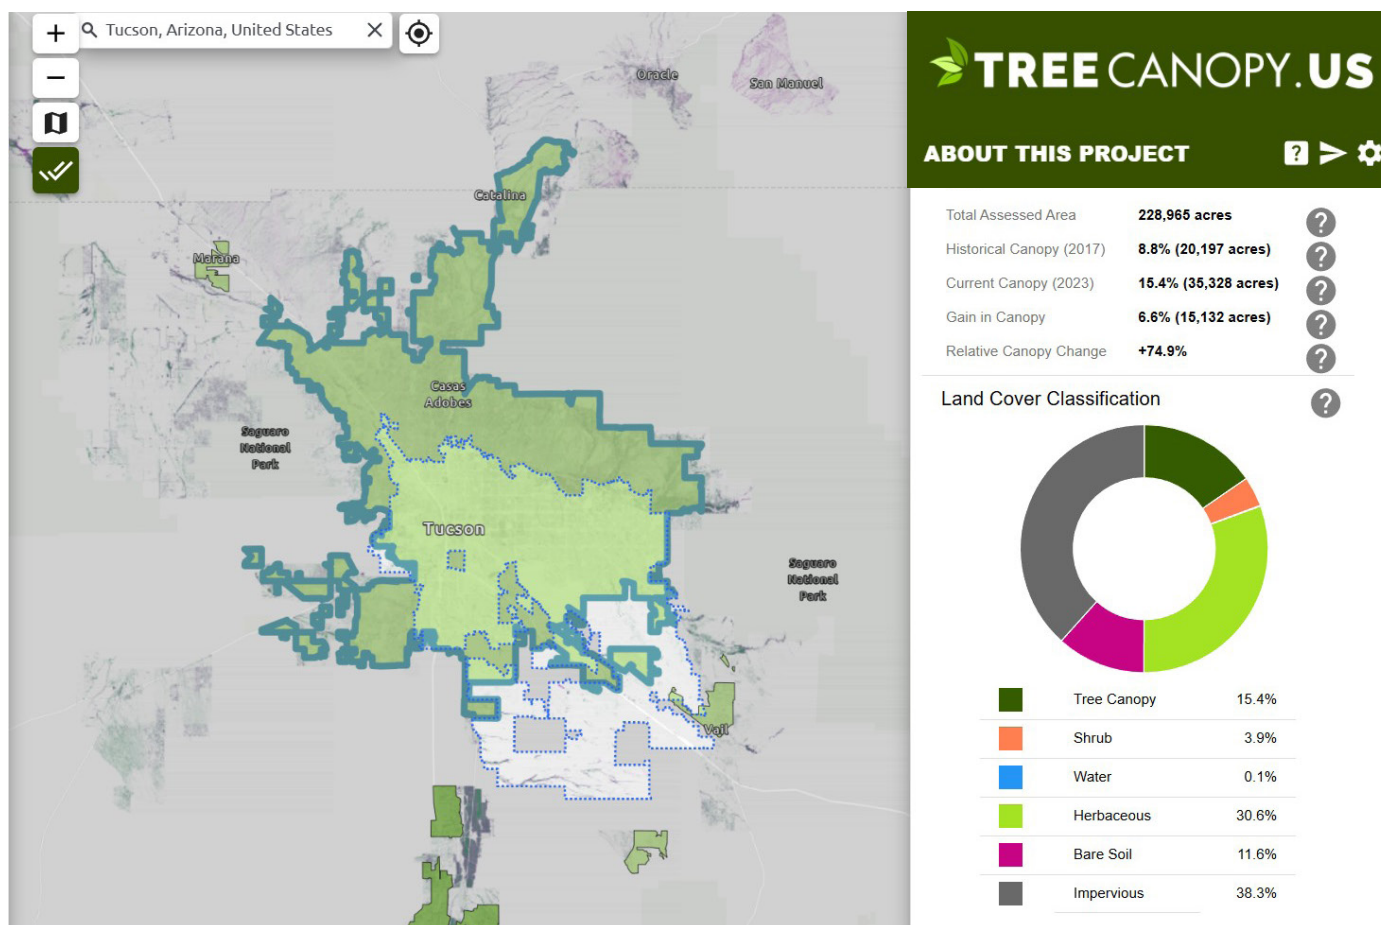 Tucson, Arizona, United States
Oracle
San Manuel
Catalina
Marana
Casas
Adobes
Saguaro
National
Park
Tucson
Saguaro
National
Park
Vail
TREECANOPY.US
ABOUT THIS PROJECT
Total Assessed Area 228,965 acres
Historical Canopy (2017) 8.8% (20,197 acres)
Current Canopy (2023) 15.4% (35,328 acres)
Gain in Canopy 6.6% (15,132 acres)
Relative Canopy Change +74.9%
Land Cover Classification
Tree Canopy 15.4%
Shrub 3.9%
Water 0.1%
Herbaceous 30.6%
Bare Soil 11.6%
Impervious 38.3%